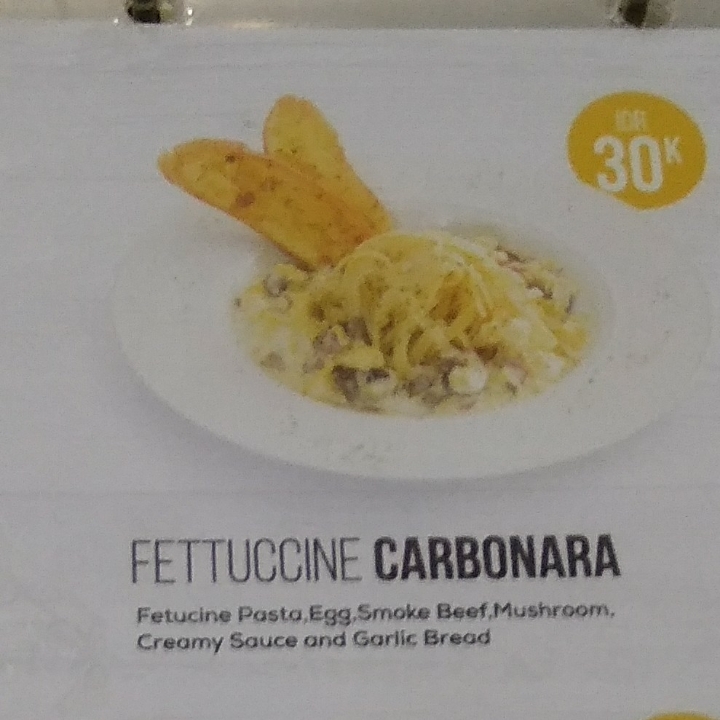 IDR
30K
FETTUCCINE CARBONARA
Fetucine Pasta,Egg,Smoke Beef,Mushroom,
Creamy Sauce and Garlic Bread